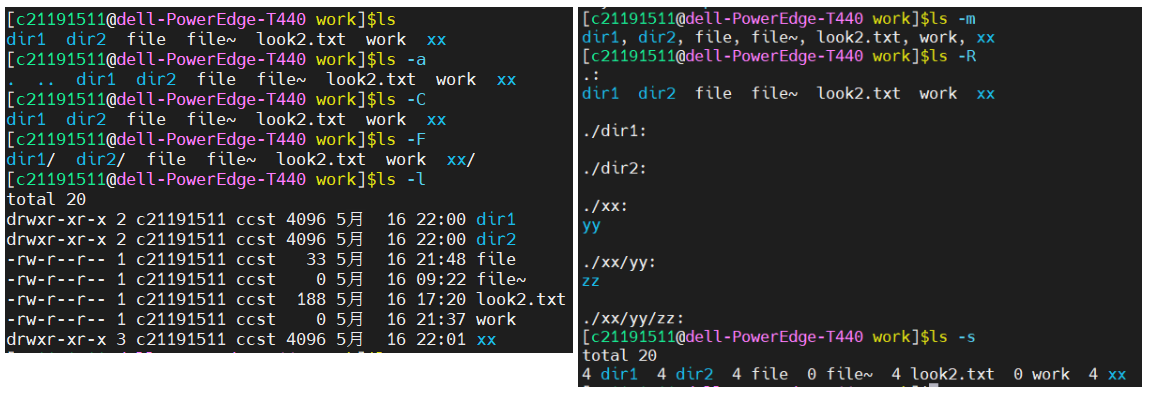 [c21191511@dell-PowerEdge-T440 work]$ls
dir1  dir2  file  file~  look2.txt  work  xx
[c21191511@dell-PowerEdge-T440 work]$ls -a
.  ..  dir1  dir2  file  file~  look2.txt  work  xx
[c21191511@dell-PowerEdge-T440 work]$ls -C
dir1  dir2  file  file~  look2.txt  work  xx
[c21191511@dell-PowerEdge-T440 work]$ls -F
dir1/  dir2/  file  file~  look2.txt  work  xx/
[c21191511@dell-PowerEdge-T440 work]$ls -l
total 20
drwxr-xr-x 2 c21191511 ccst 4096 5月  16 22:00 dir1
drwxr-xr-x 2 c21191511 ccst 4096 5月  16 22:00 dir2
-rw-r--r-- 1 c21191511 ccst   33 5月  16 21:48 file
-rw-r--r-- 1 c21191511 ccst    0 5月  16 09:22 file~
-rw-r--r-- 1 c21191511 ccst  188 5月  16 17:20 look2.txt
-rw-r--r-- 1 c21191511 ccst    0 5月  16 21:37 work
drwxr-xr-x 3 c21191511 ccst 4096 5月  16 22:01 xx
[c21191511@dell-PowerEdge-T440 work]$ls -m
dir1, dir2, file, file~, look2.txt, work, xx
[c21191511@dell-PowerEdge-T440 work]$ls -R
.:
dir1  dir2  file  file~  look2.txt  work  xx
./dir1:
./dir2:
./xx:
yy
./xx/yy:
zz
./xx/yy/zz:
[c21191511@dell-PowerEdge-T440 work]$ls -s
total 20
4 dir1  4 dir2  4 file  0 file~  4 look2.txt  0 work  4 xx